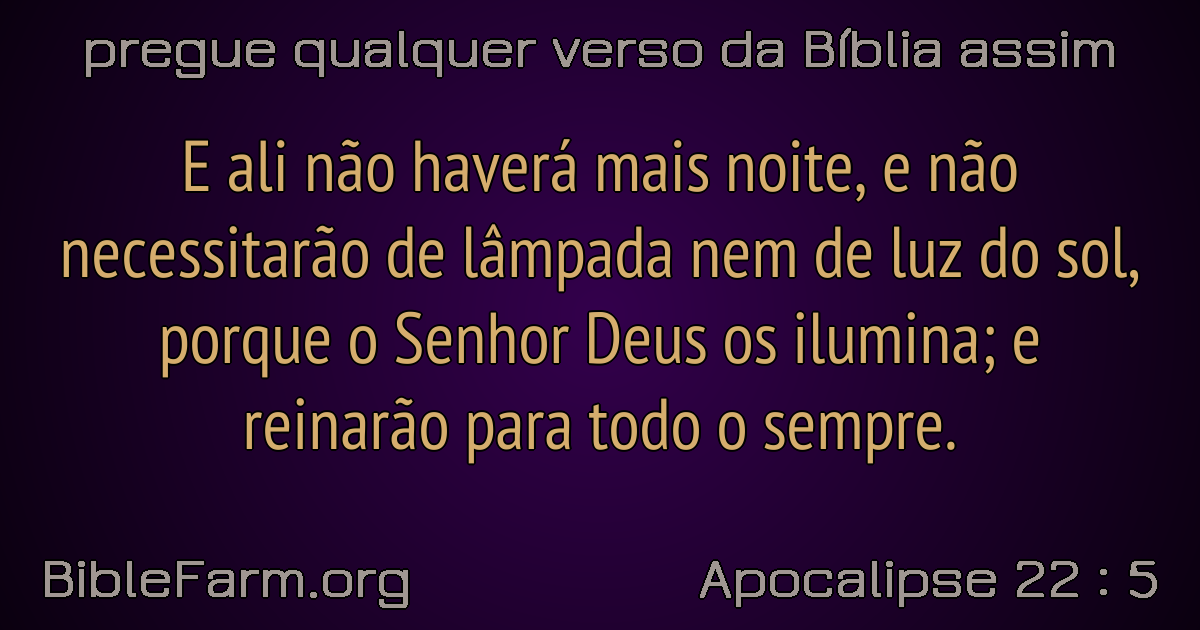 pregue qualquer verso da Bíblia assim
E ali não haverá mais noite, e não
necessitarão de lâmpada nem de luz do sol,
porque o Senhor Deus os ilumina; e
reinarão para todo o sempre.
BibleFarm.org
Apocalipse 22 : 5